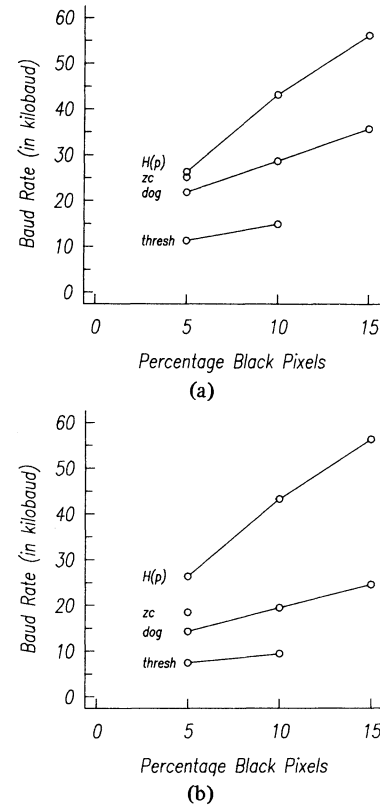 60
50
40
30
20
10
0
Baud Rate (in kilobaud)
H(p)
zc
dog
thresh
0 5 10 15
Percentage Black Pixels
(a)
60
50
40
30
20
10
0
Baud Rate (in kilobaud)
H(p)
zc
dog
thresh
0 5 10 15
Percentage Black Pixels
(b)